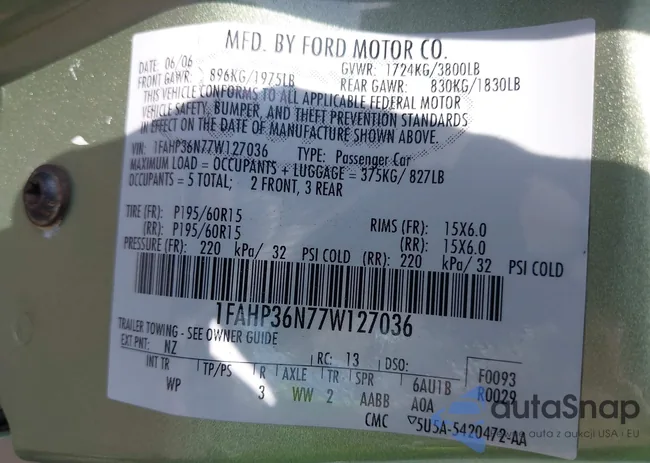 MFD. BY FORD MOTOR CO.
DATE: 06/06 GVWR: 1724KG/3800LB
FRONT GAWR: 896KG/1975LB REAR GAWR: 830KG/1830LB
THIS VEHICLE CONFORMS TO ALL APPLICABLE FEDERAL MOTOR
VEHICLE SAFETY, BUMPER, AND THEFT PREVENTION STANDARDS
IN EFFECT ON THE DATE OF MANUFACTURE SHOWN ABOVE.
VIN: 1FAHP36N77W127036 TYPE: Passenger Car
MAXIMUM LOAD = OCCUPANTS + LUGGAGE = 375KG/ 827LB
OCCUPANTS = 5 TOTAL; 2 FRONT, 3 REAR
TIRE (FR): P195/60R15 RIMS (FR): 15X6.0
(RR): P195/60R15 (RR): 15X6.0
PRESSURE (FR): 220 kPa/ 32 PSI COLD (RR): 220 kPa/ 32 PSI COLD
1FAHP36N77W127036
TRAILER TOWING - SEE OWNER GUIDE
EXT PNT: NZ RC: 13 DSO: F0093
INT TR TP/PS R AXLE TR SPR 6AU1B R0029
WP 3 WW 2 AABB A0A
CMC ▽5U5A-5420472-AA
autaSnap
Pewne auta z aukcji USA i EU